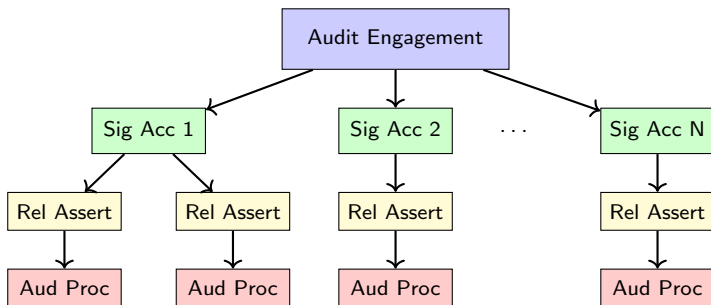 Audit Engagement
Sig Acc 1
Sig Acc 2
...
Sig Acc N
Rel Assert
Rel Assert
Rel Assert
Rel Assert
Aud Proc
Aud Proc
Aud Proc
Aud Proc